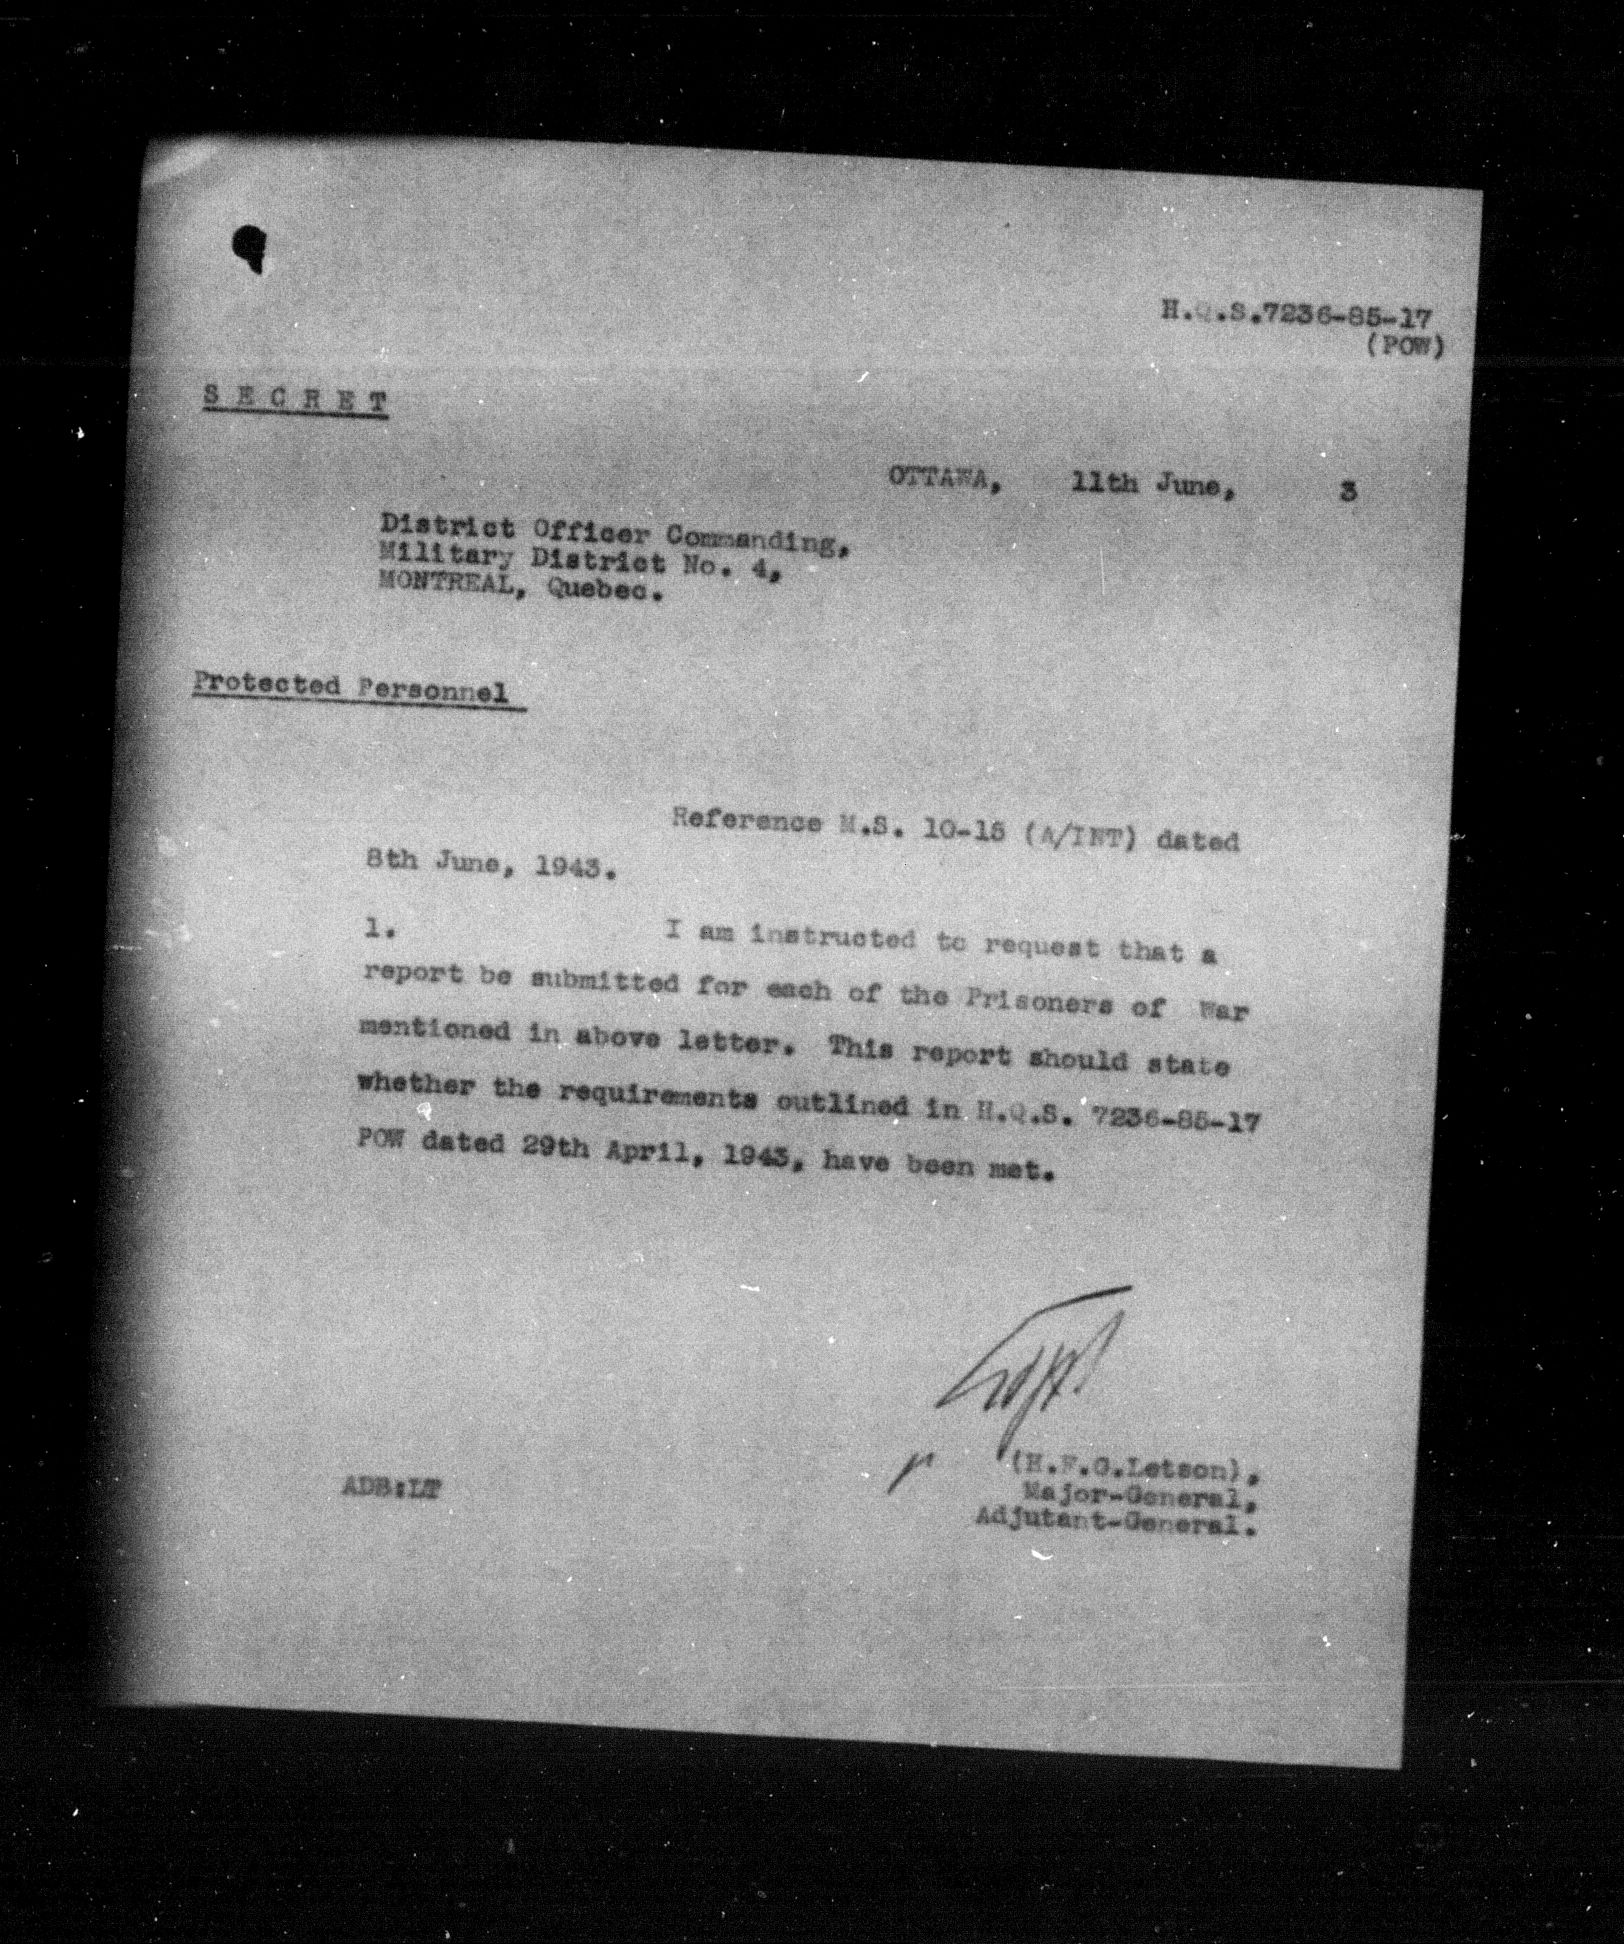 H.Q.S.7236-85-17
(POW)
S E C R E T
OTTAWA, 11th June, 3
District Officer Commanding,
Military District No. 4,
MONTREAL, Quebec.
Protected Personnel
Reference M.S. 10-15 (A/INT) dated
8th June, 1943.
1. I am instructed to request that a
report be submitted for each of the Prisoners of War
mentioned in above letter. This report should state
whether the requirements outlined in H.Q.S. 7236-85-17
POW dated 29th April, 1943, have been met.
(H.F.G.Letson),
Major-General,
Adjutant-General.
ADB:LT